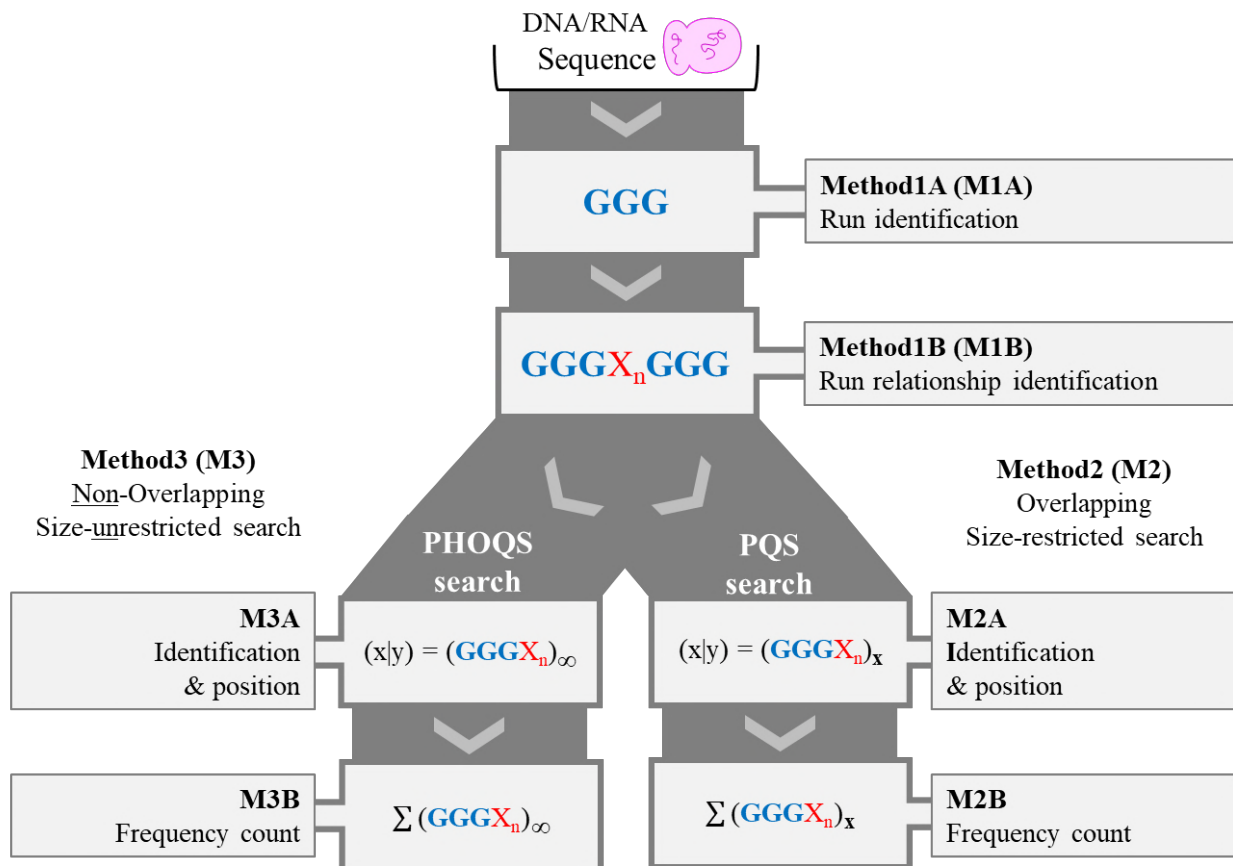 DNA/RNA
Sequence
GGG
Method1A (M1A)
Run identification
GGGXₙGGG
Method1B (M1B)
Run relationship identification
Method3 (M3)
Non-Overlapping
Size-unrestricted search
Method2 (M2)
Overlapping
Size-restricted search
PHOQS
search
PQS
search
M3A
Identification
& position
(x|y) = (GGGXₙ)∞
(x|y) = (GGGXₙ)ₓ
M2A
Identification
& position
M3B
Frequency count
∑ (GGGXₙ)∞
∑ (GGGXₙ)ₓ
M2B
Frequency count